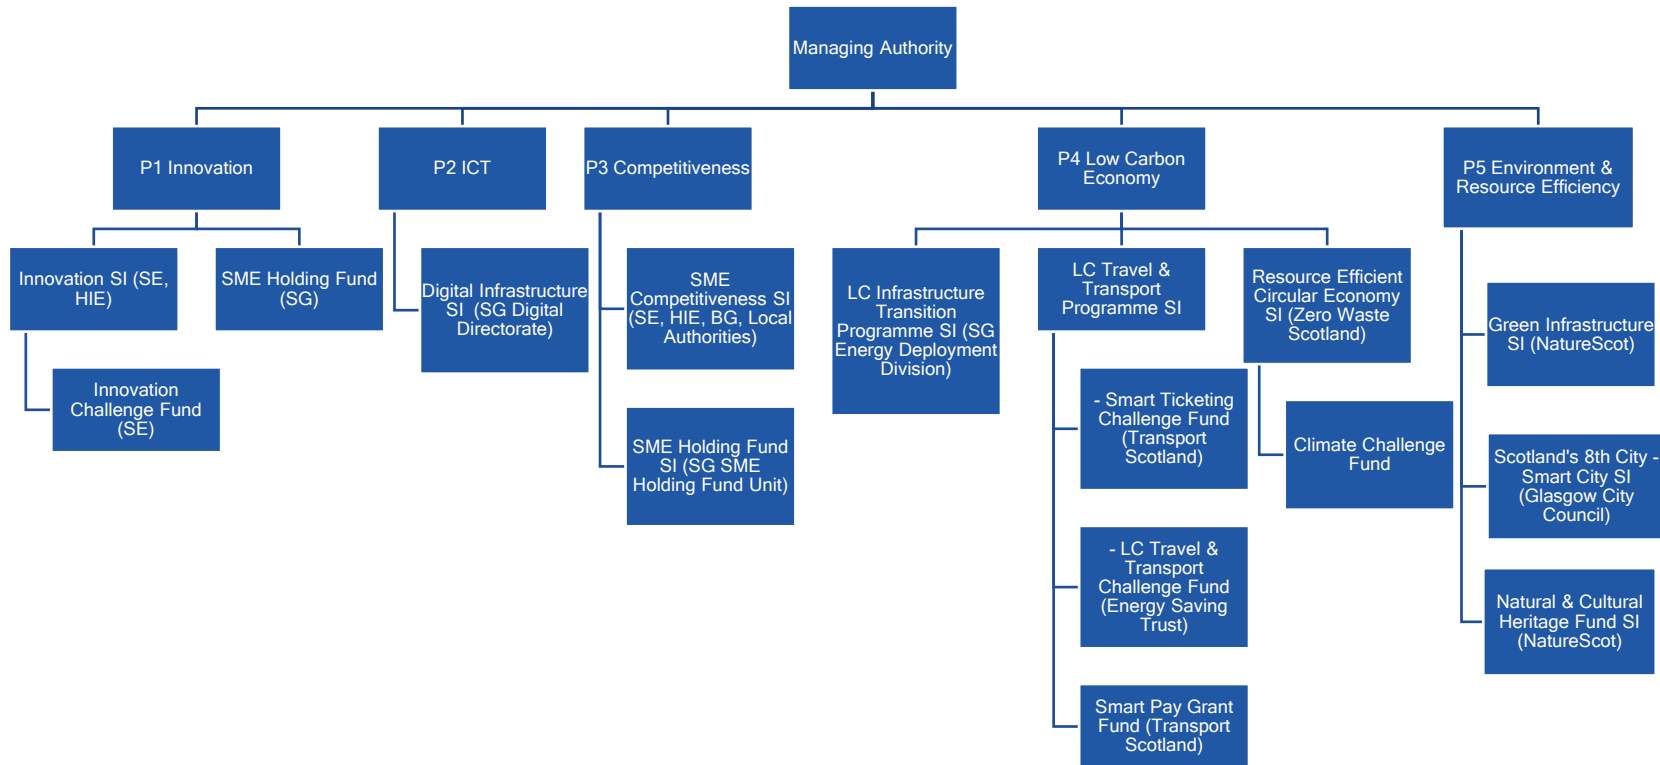 Managing Authority
P1 Innovation
P2 ICT
P3 Competitiveness
P4 Low Carbon
Economy
P5 Environment &
Resource Efficiency
Innovation SI (SE,
HIE)
SME Holding Fund
(SG)
Innovation
Challenge Fund
(SE)
Digital Infrastructure
SI  (SG Digital
Directorate)
SME
Competitiveness SI
(SE, HIE, BG, Local
Authorities)
SME Holding Fund
SI (SG SME
Holding Fund Unit)
LC Infrastructure
Transition
Programme SI (SG
Energy Deployment
Division)
LC Travel &
Transport
Programme SI
- Smart Ticketing
Challenge Fund
(Transport
Scotland)
- LC Travel &
Transport
Challenge Fund
(Energy Saving
Trust)
Smart Pay Grant
Fund (Transport
Scotland)
Resource Efficient
Circular Economy
SI (Zero Waste
Scotland)
Climate Challenge
Fund
Green Infrastructure
SI (NatureScot)
Scotland's 8th City -
Smart City SI
(Glasgow City
Council)
Natural & Cultural
Heritage Fund SI
(NatureScot)